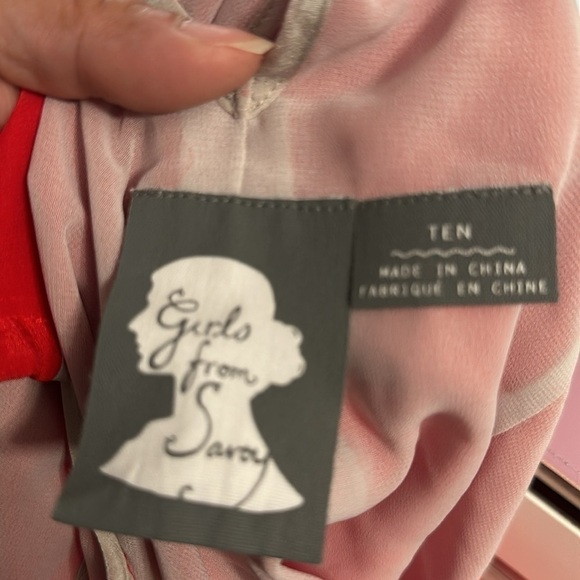 Girls
from
Savoy
TEN
MADE IN CHINA
FABRIQUÉ EN CHINE